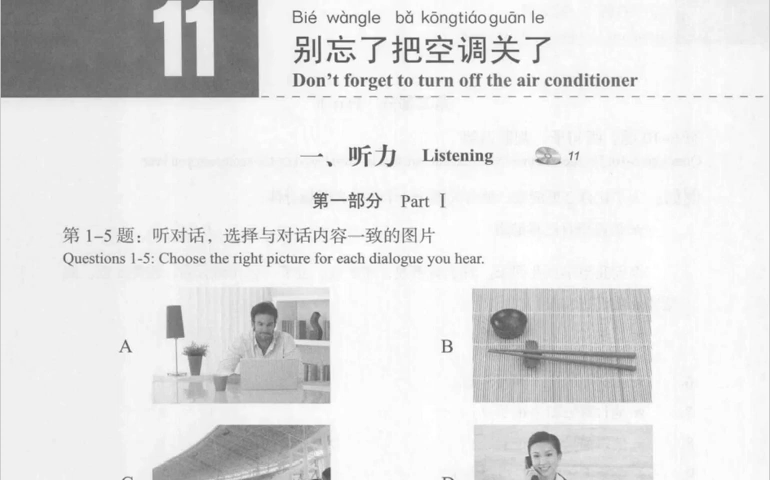 11
Bié wàngle bǎ kōngtiáo guān le
别忘了把空调关了
Don't forget to turn off the air conditioner
一、听力 Listening 11
第一部分 Part Ⅰ
第1-5题：听对话，选择与对话内容一致的图片
Questions 1-5: Choose the right picture for each dialogue you hear.
A B